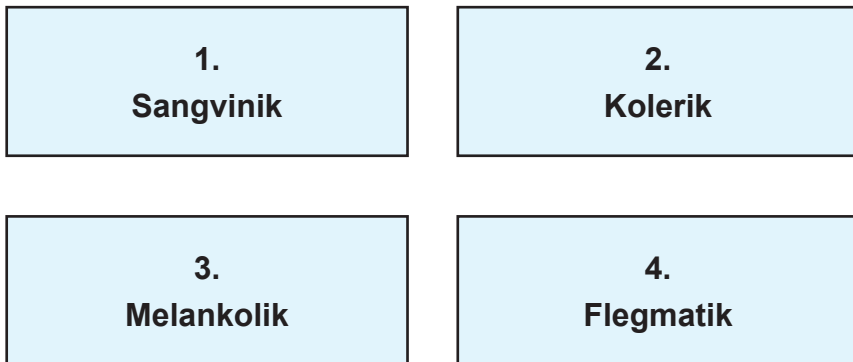 1.
Sangvinik
2.
Kolerik
3.
Melankolik
4.
Flegmatik